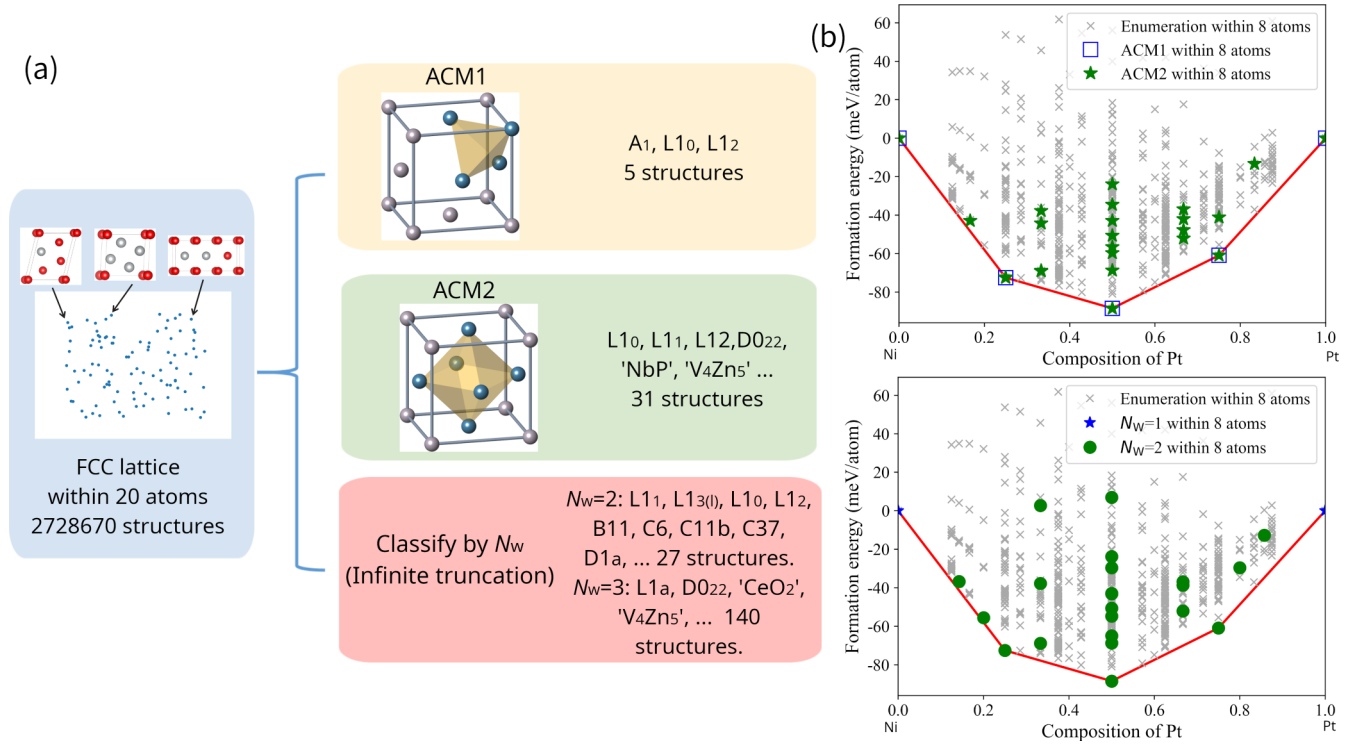 (a)
FCC lattice
within 20 atoms
2728670 structures
ACM1
A1, L10, L12
5 structures
ACM2
L10, L11, L12,D022,
'NbP', 'V4Zn5' ...
31 structures
Classify by Nw
(Infinite truncation)
Nw=2: L11, L13(l), L10, L12,
B11, C6, C11b, C37,
D1a, ... 27 structures.
Nw=3: L1a, D022, 'CeO2',
'V4Zn5', ... 140
structures.
(b)
Formation energy (meV/atom)
60
40
20
0
-20
-40
-60
-80
Enumeration within 8 atoms
ACM1 within 8 atoms
ACM2 within 8 atoms
0.0
0.2
0.4
0.6
0.8
1.0
Ni
Composition of Pt
Pt
Formation energy (meV/atom)
60
40
20
0
-20
-40
-60
-80
Enumeration within 8 atoms
NW=1 within 8 atoms
NW=2 within 8 atoms
0.0
0.2
0.4
0.6
0.8
1.0
Ni
Composition of Pt
Pt